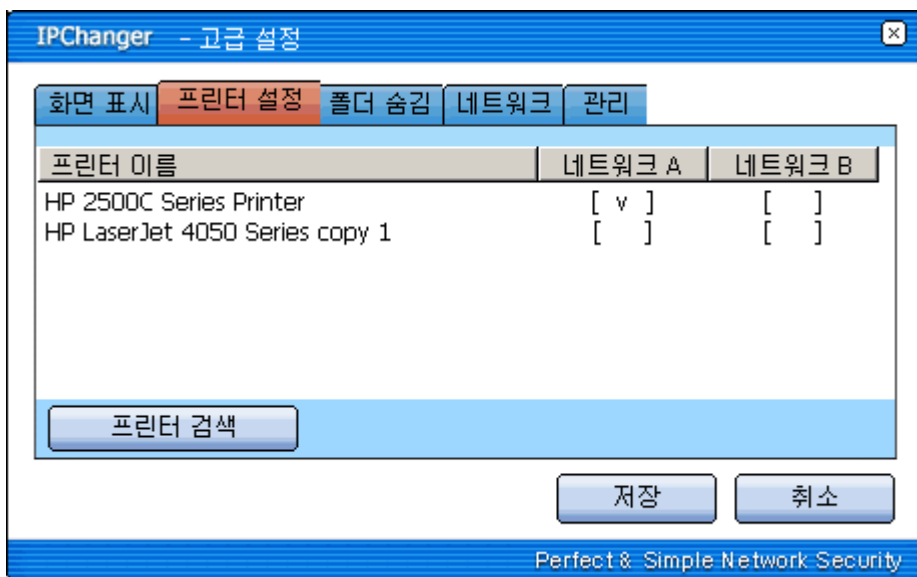 IPChanger - 고급 설정
화면 표시 프린터 설정 폴더 숨김 네트워크 관리
프린터 이름 네트워크 A 네트워크 B
HP 2500C Series Printer [ v ] [ ]
HP LaserJet 4050 Series copy 1 [ ] [ ]
프린터 검색
저장 취소
Perfect & Simple Network Security